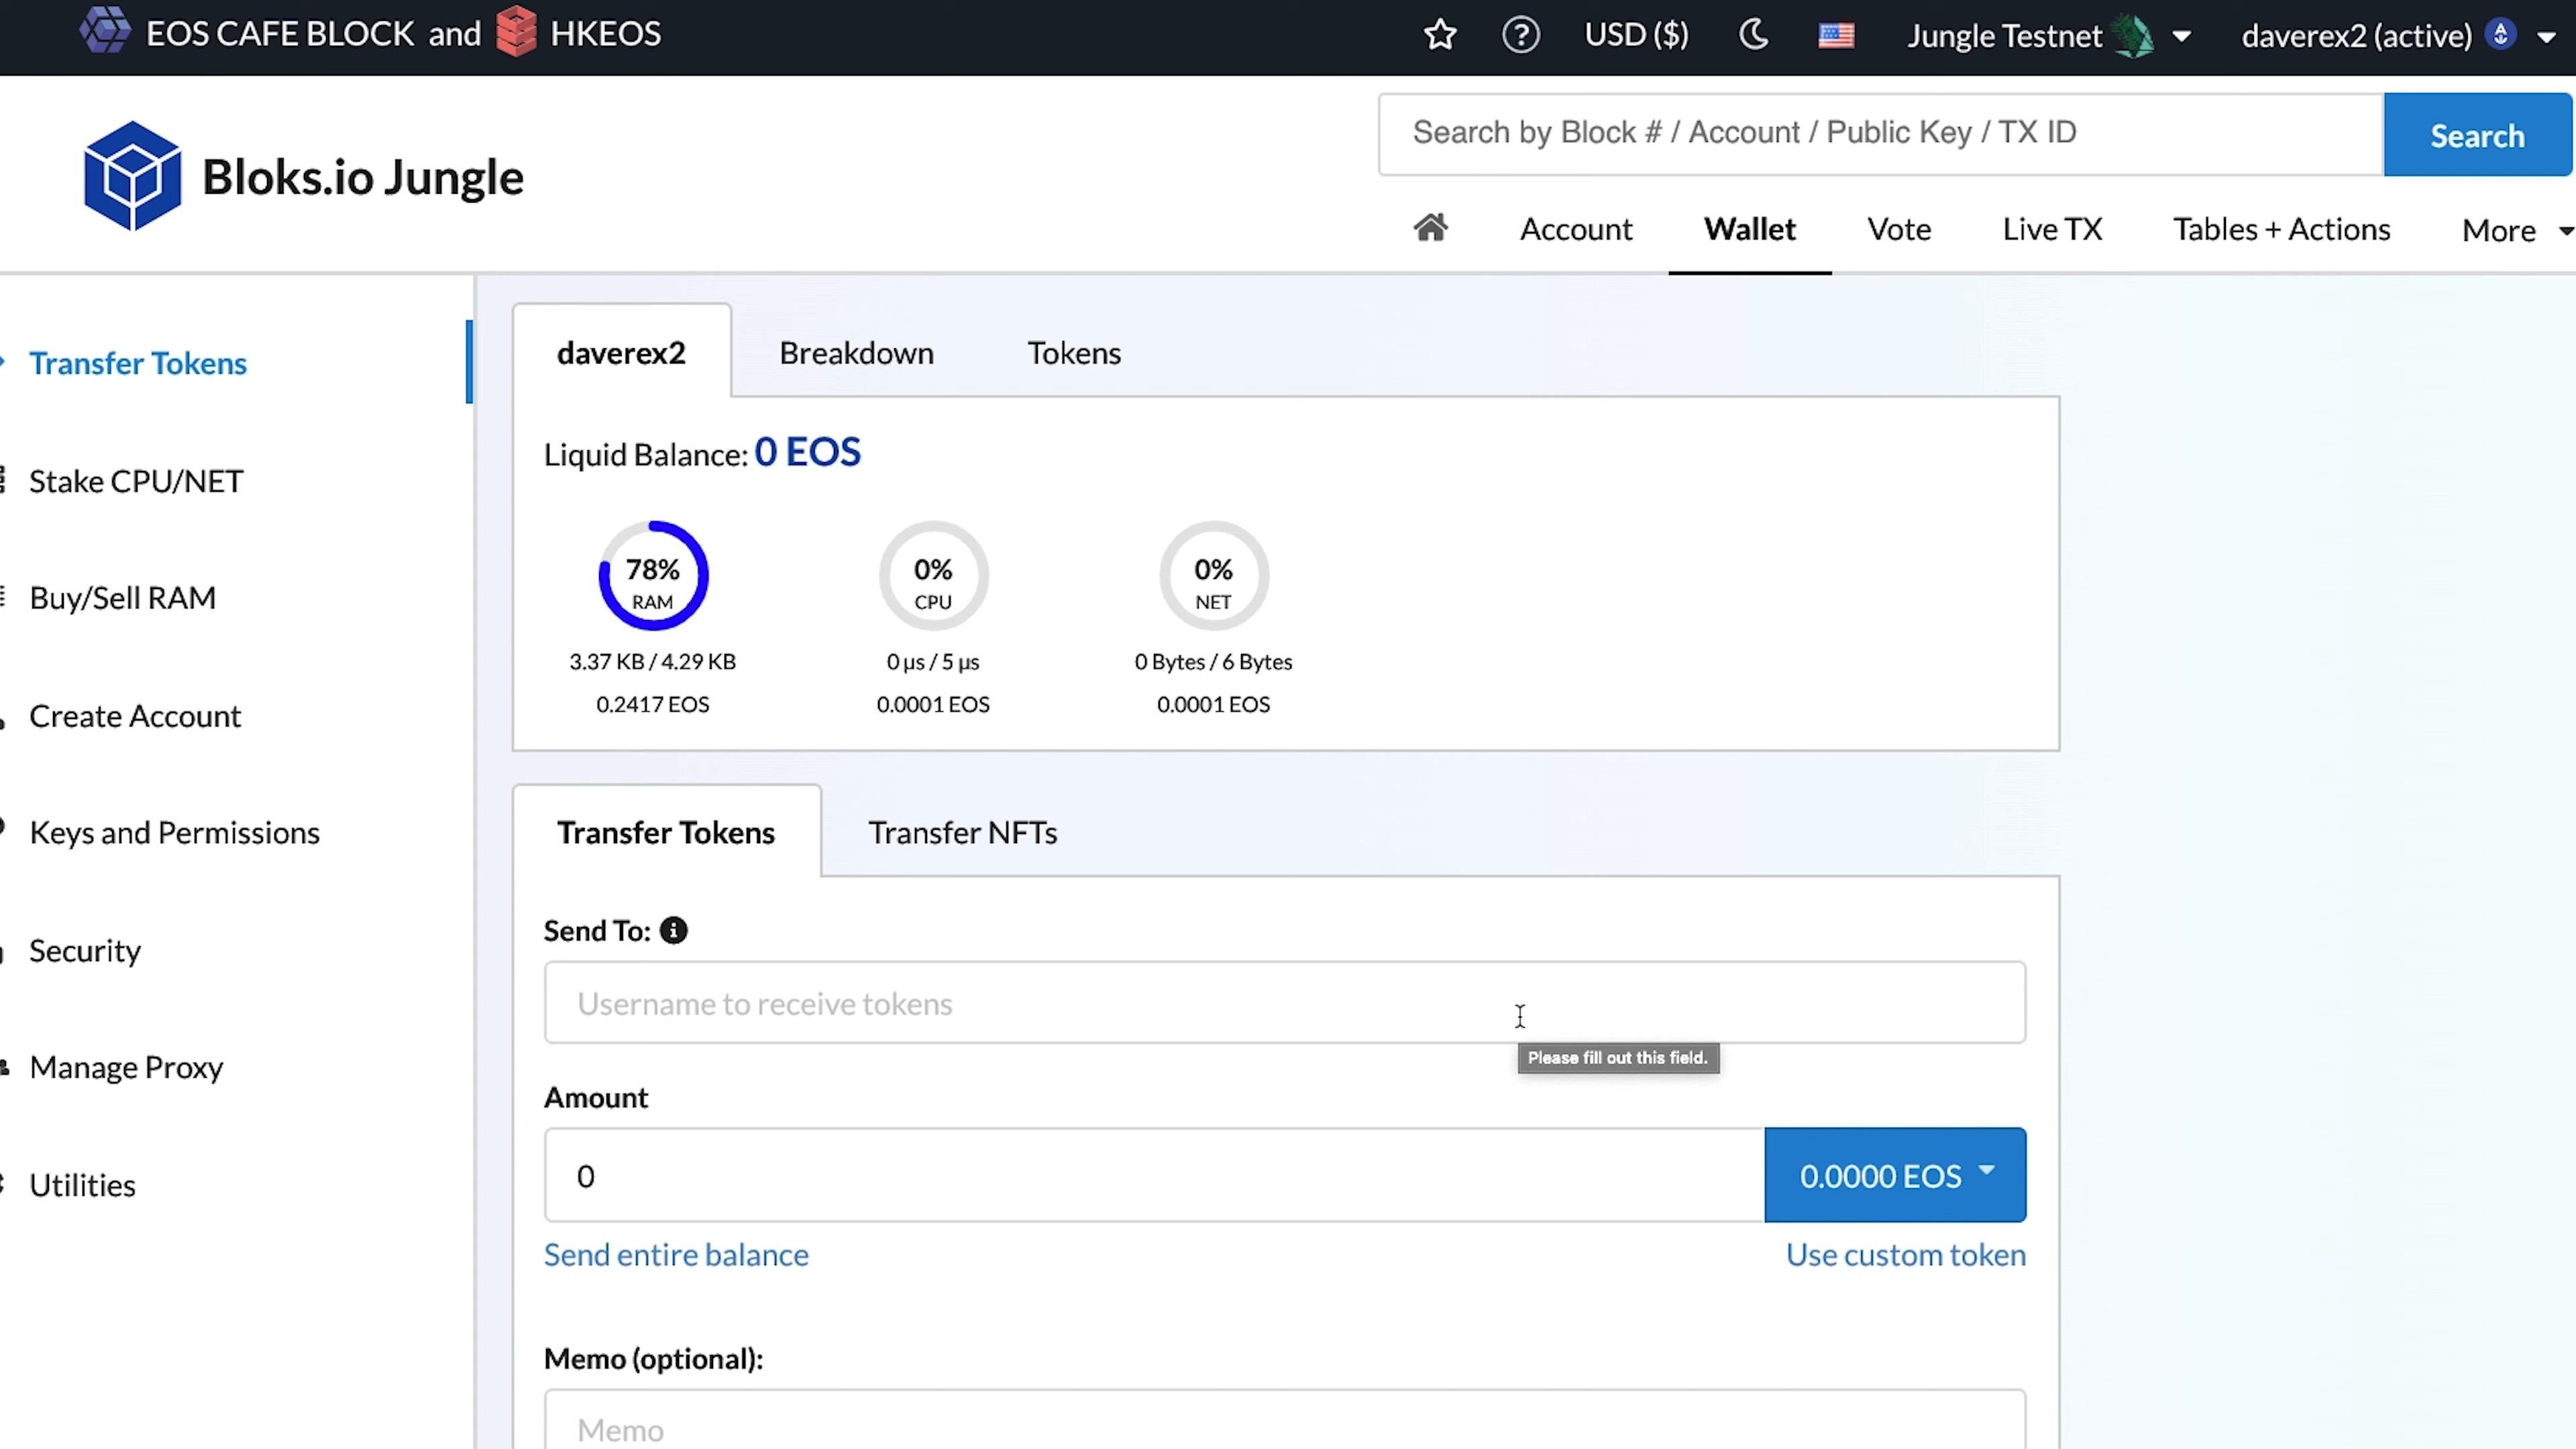 EOS CAFE BLOCK and HKEOS
USD ($)
Jungle Testnet
daverex2 (active)
Bloks.io Jungle
Search by Block # / Account / Public Key / TX ID
Search
Account
Wallet
Vote
Live TX
Tables + Actions
More
Transfer Tokens
Stake CPU/NET
Buy/Sell RAM
Create Account
Keys and Permissions
Security
Manage Proxy
Utilities
daverex2
Breakdown
Tokens
Liquid Balance: 0 EOS
78%
RAM
3.37 KB / 4.29 KB
0.2417 EOS
0%
CPU
0 µs / 5 µs
0.0001 EOS
0%
NET
0 Bytes / 6 Bytes
0.0001 EOS
Transfer Tokens
Transfer NFTs
Send To:
Username to receive tokens
Please fill out this field.
Amount
0
0.0000 EOS
Send entire balance
Use custom token
Memo (optional):
Memo